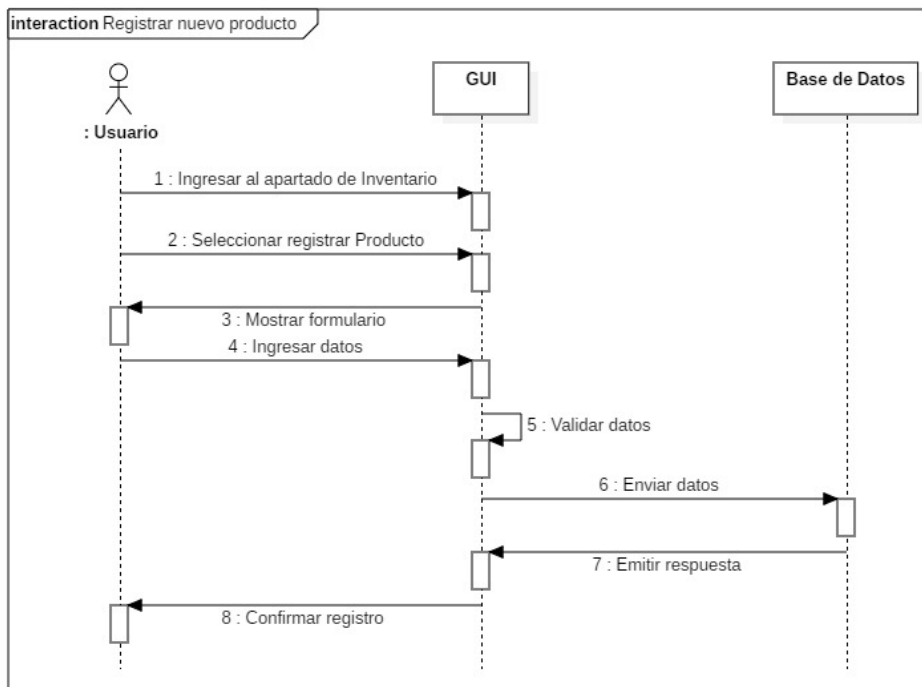 interaction Registrar nuevo producto
: Usuario
GUI
Base de Datos
1 : Ingresar al apartado de Inventario
2 : Seleccionar registrar Producto
3 : Mostrar formulario
4 : Ingresar datos
5 : Validar datos
6 : Enviar datos
7 : Emitir respuesta
8 : Confirmar registro